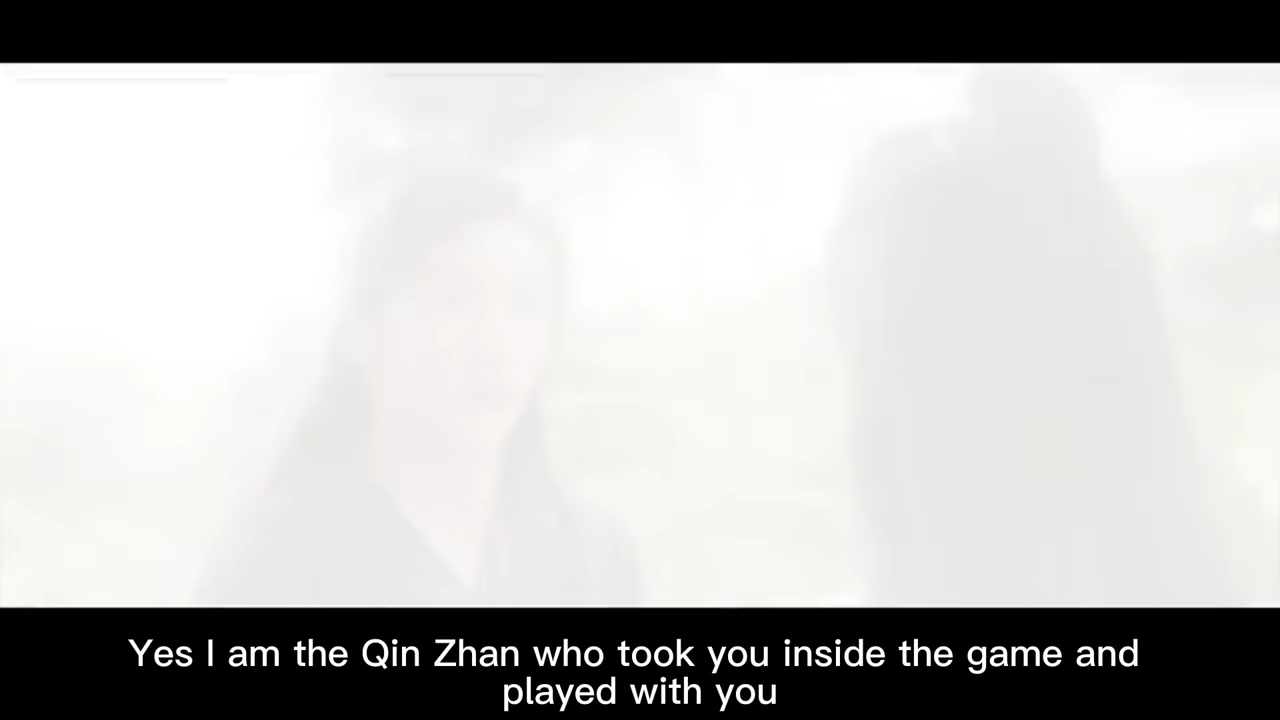 Yes I am the Qin Zhan who took you inside the game and
played with you